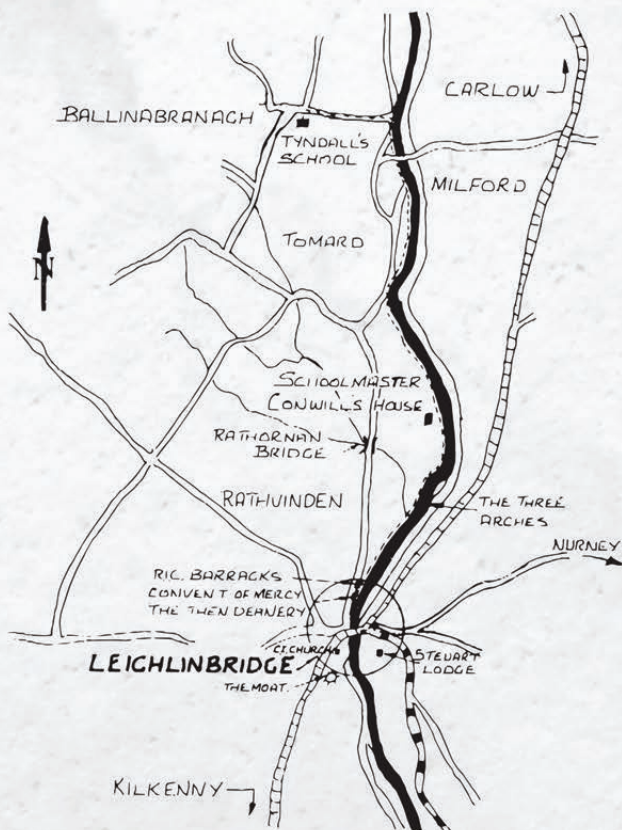 CARLOW
BALLINABRANAGH
TYNDALL'S
SCHOOL
MILFORD
N
TOMARD
SCHOOLMASTER
CONWILL'S HOUSE
RATHORNAN
BRIDGE
RATHVINDEN
THE THREE
ARCHES
NURNEY
R.I.C. BARRACKS
CONVENT OF MERCY
THE THEN DEANERY
C.I. CHURCH
LEICHLINBRIDGE
STEUART
LODGE
THE MOAT.
KILKENNY